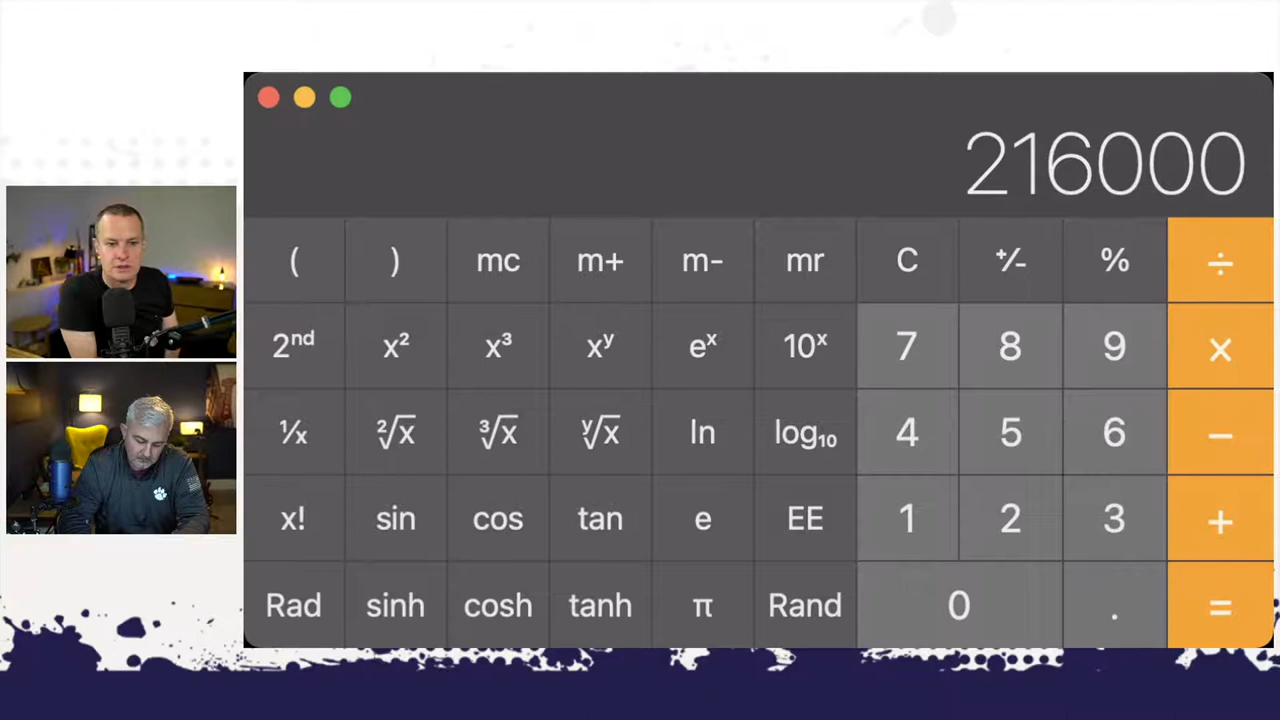 216000
( ) mc m+ m- mr C ⁺∕₋ % ÷
2ⁿᵈ x² x³ xʸ eˣ 10ˣ 7 8 9 ×
¹∕ₓ ²√x ³√x ʸ√x ln log₁₀ 4 5 6 −
x! sin cos tan e EE 1 2 3 +
Rad sinh cosh tanh π Rand 0 . =